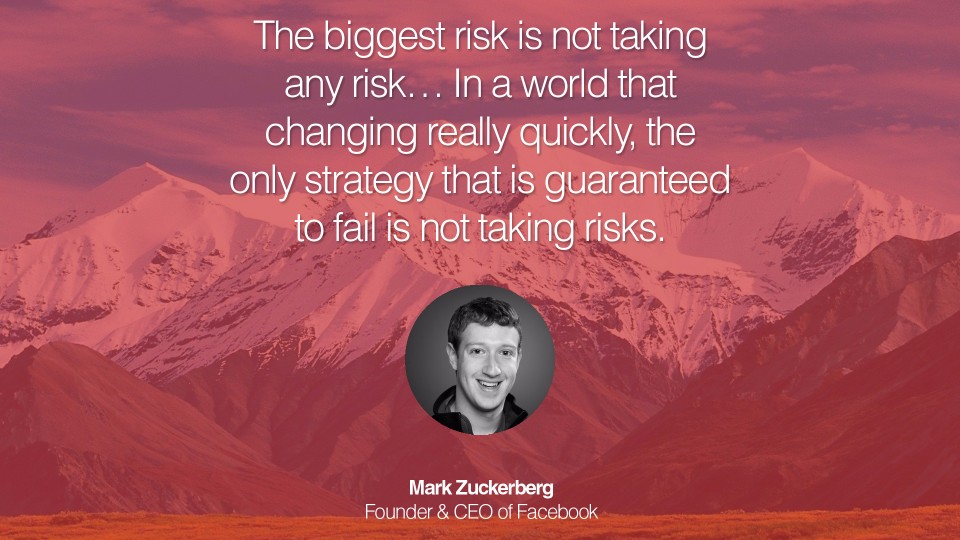 The biggest risk is not taking
any risk… In a world that
changing really quickly, the
only strategy that is guaranteed
to fail is not taking risks.
Mark Zuckerberg
Founder & CEO of Facebook